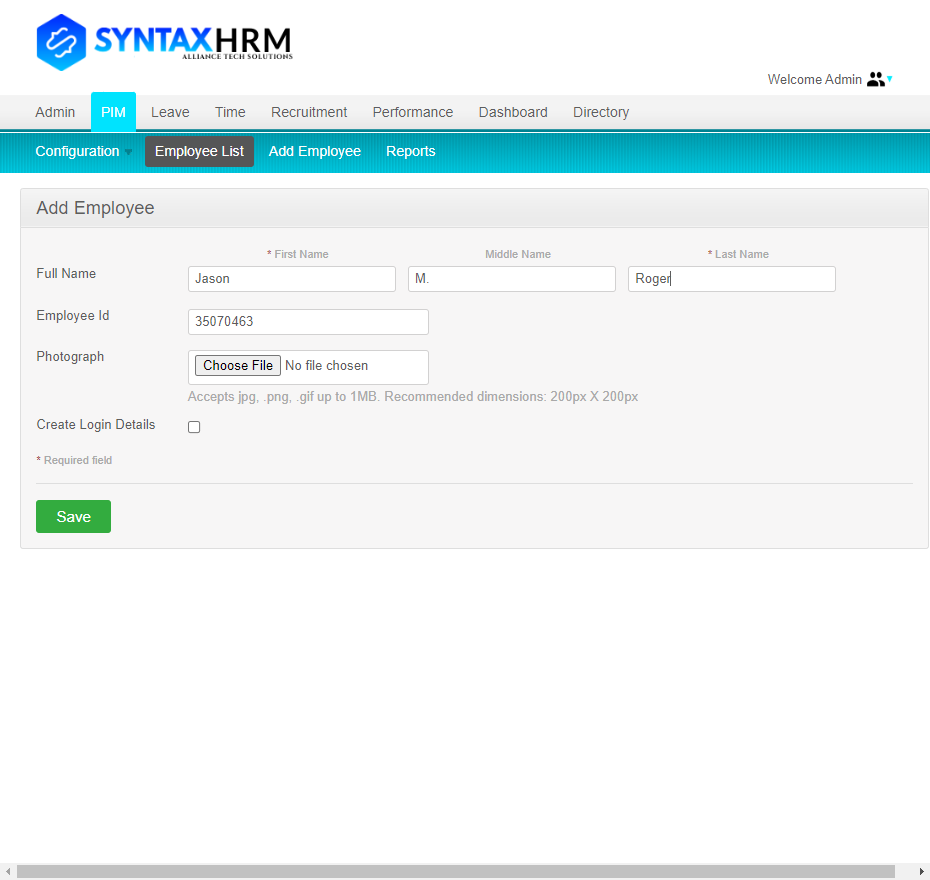 SYNTAXHRM
ALLIANCE TECH SOLUTIONS
Welcome Admin
Admin PIM Leave Time Recruitment Performance Dashboard Directory
Configuration Employee List Add Employee Reports
Add Employee
* First Name Middle Name * Last Name
Full Name Jason M. Roger
Employee Id 35070463
Photograph Choose File No file chosen
Accepts jpg, .png, .gif up to 1MB. Recommended dimensions: 200px X 200px
Create Login Details
* Required field
Save